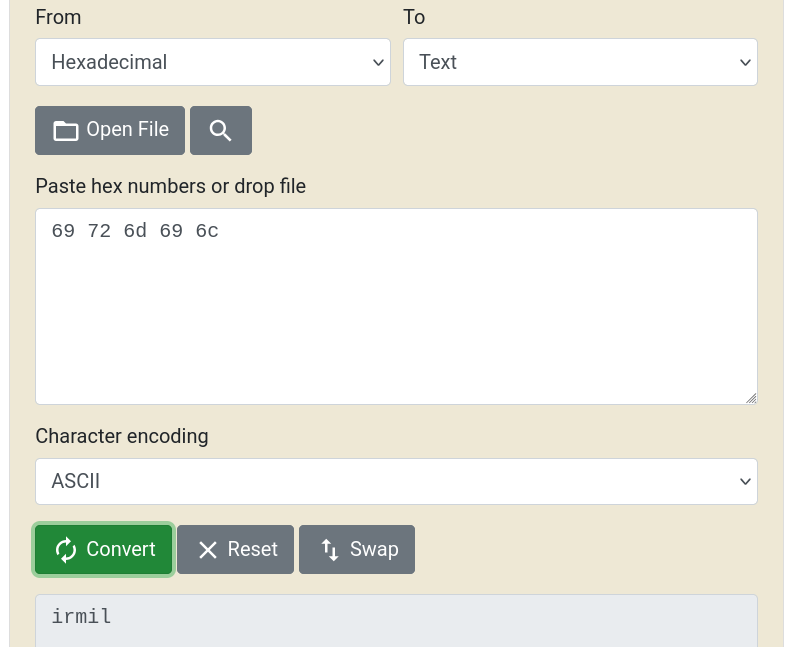 From To
Hexadecimal Text
Open File
Paste hex numbers or drop file
69 72 6d 69 6c
Character encoding
ASCII
Convert Reset Swap
irmil